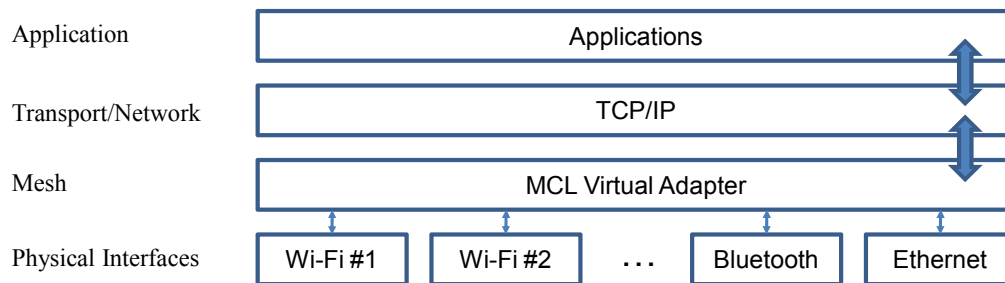 Application Applications
Transport/Network TCP/IP
Mesh MCL Virtual Adapter
Physical Interfaces Wi-Fi #1 Wi-Fi #2 ... Bluetooth Ethernet